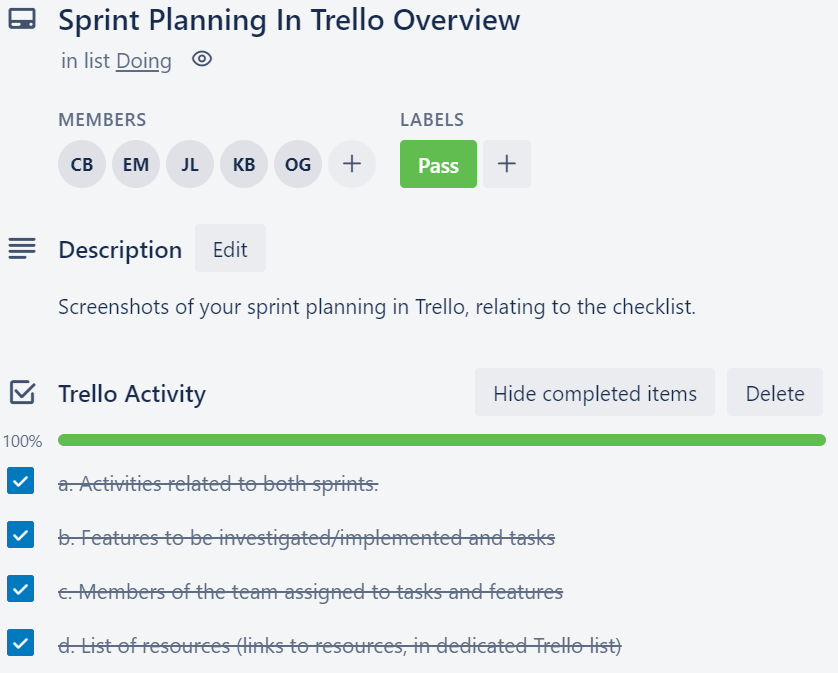 Sprint Planning In Trello Overview
in list Doing
MEMBERS
LABELS
CB EM JL KB OG +
Pass +
Description Edit
Screenshots of your sprint planning in Trello, relating to the checklist.
Trello Activity Hide completed items Delete
100%
a. Activities related to both sprints.
b. Features to be investigated/implemented and tasks
c. Members of the team assigned to tasks and features
d. List of resources (links to resources, in dedicated Trello list)